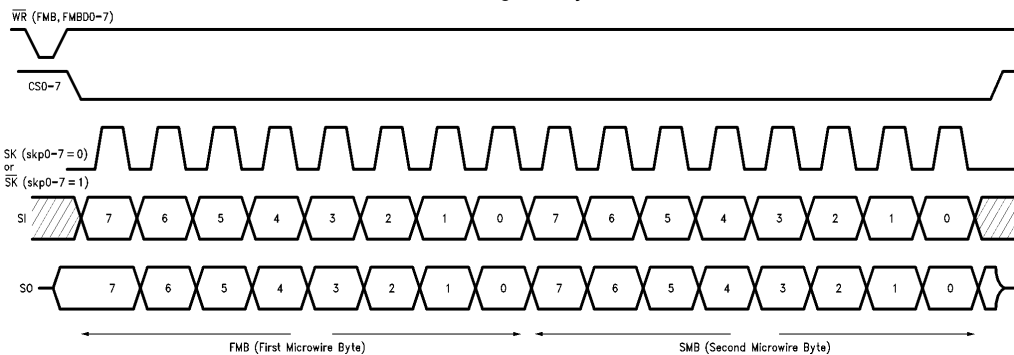 W̅R̅ (FMB, FMBD0-7)
CS0-7
SK (skp0-7 = 0)
or
S̅K̅ (skp0-7 = 1)
SI 7 6 5 4 3 2 1 0 7 6 5 4 3 2 1 0
SO 7 6 5 4 3 2 1 0 7 6 5 4 3 2 1 0
FMB (First Microwire Byte) SMB (Second Microwire Byte)